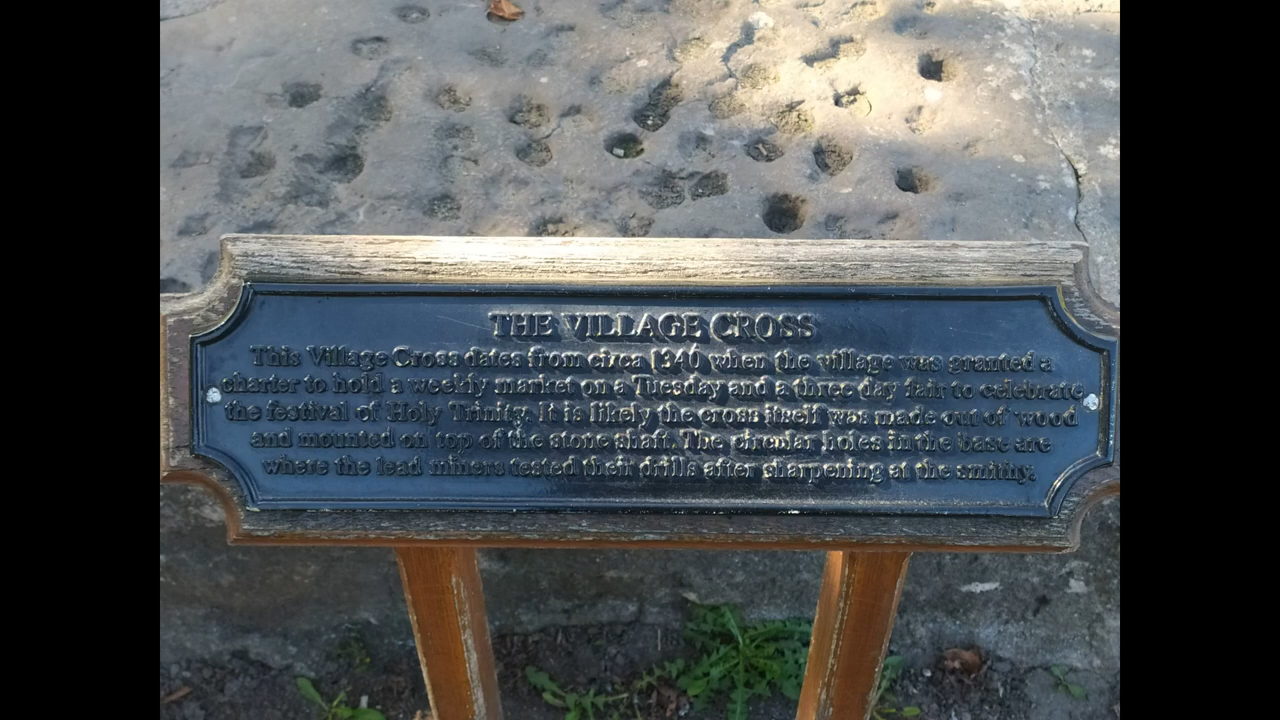 THE VILLAGE CROSS
This Village Cross dates from circa 1340 when the village was granted a
charter to hold a weekly market on a Tuesday and a three day fair to celebrate
the festival of Holy Trinity. It is likely the cross itself was made out of wood
and mounted on top of the stone shaft. The circular holes in the base are
where the lead miners tested their drills after sharpening at the smithy.